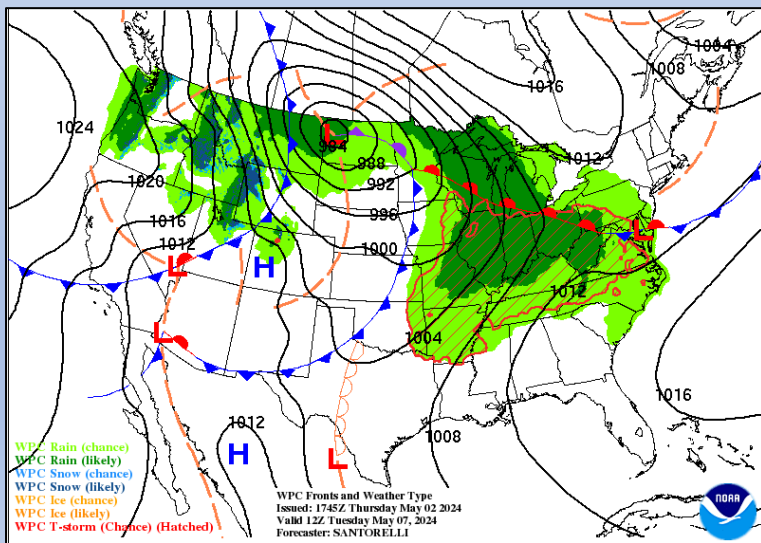 1004
1008
1016
1024
984
1012
988
1020
992
996
1016
1012
1000
H
L
L
L
1012
L
1004
1016
1012
1008
H
L
WPC Rain (chance)
WPC Rain (likely)
WPC Snow (chance)
WPC Snow (likely)
WPC Ice (chance)
WPC Ice (likely)
WPC T-storm (Chance) (Hatched)
WPC Fronts and Weather Type
Issued: 1745Z Thursday May 02 2024
Valid 12Z Tuesday May 07, 2024
Forecaster: SANTORELLI
NOAA